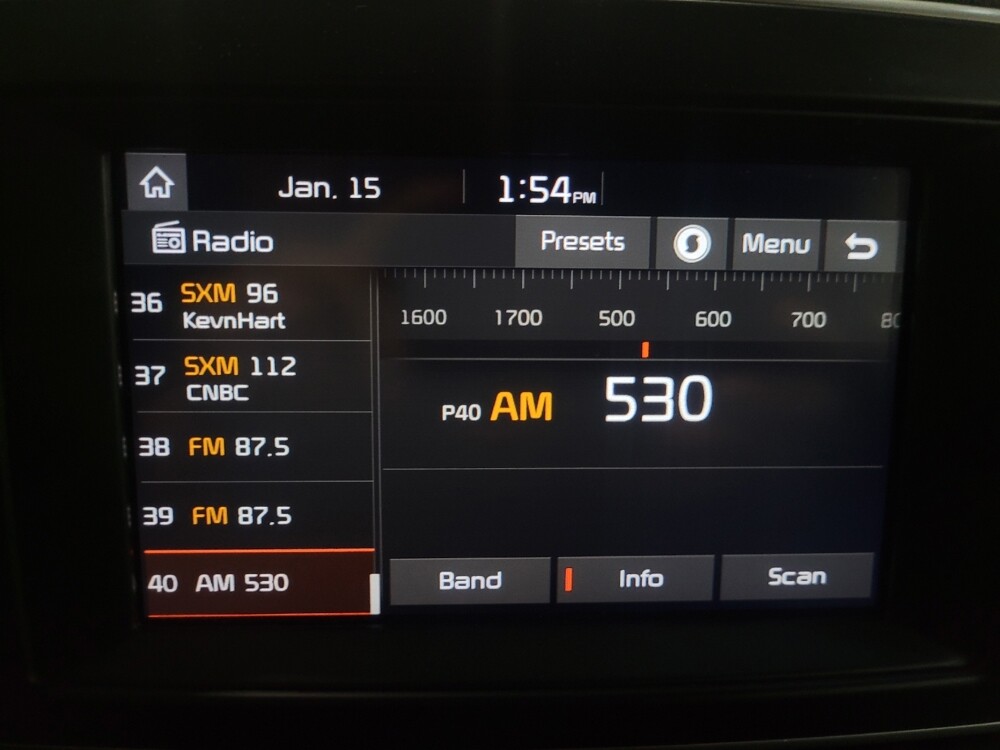 Jan. 15 1:54PM
Radio Presets Menu
36 SXM 96
KevnHart
37 SXM 112
CNBC
38 FM 87.5
39 FM 87.5
40 AM 530
1600 1700 500 600 700
P40 AM 530
Band Info Scan